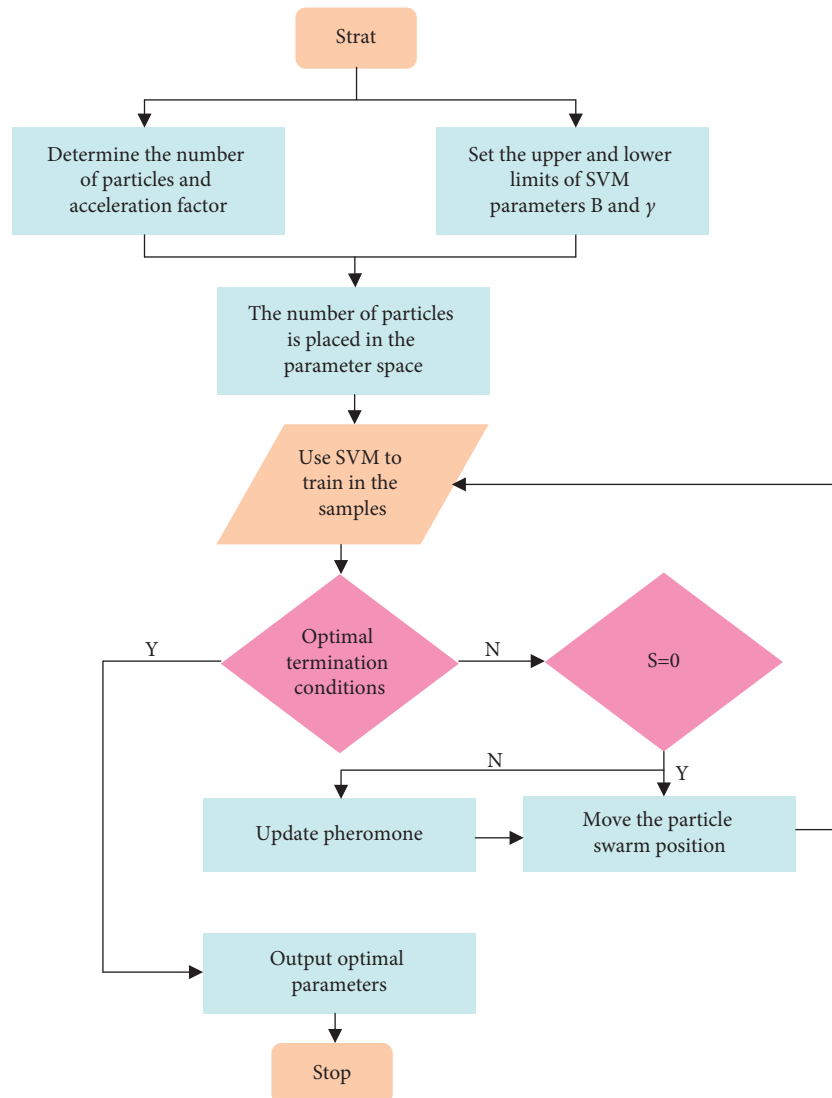 Strat
Determine the number
of particles and
acceleration factor
Set the upper and lower
limits of SVM
parameters B and γ
The number of particles
is placed in the
parameter space
Use SVM to
train in the
samples
Optimal
termination
conditions
Y
N
S=0
N
Y
Update pheromone
Move the particle
swarm position
Output optimal
parameters
Stop